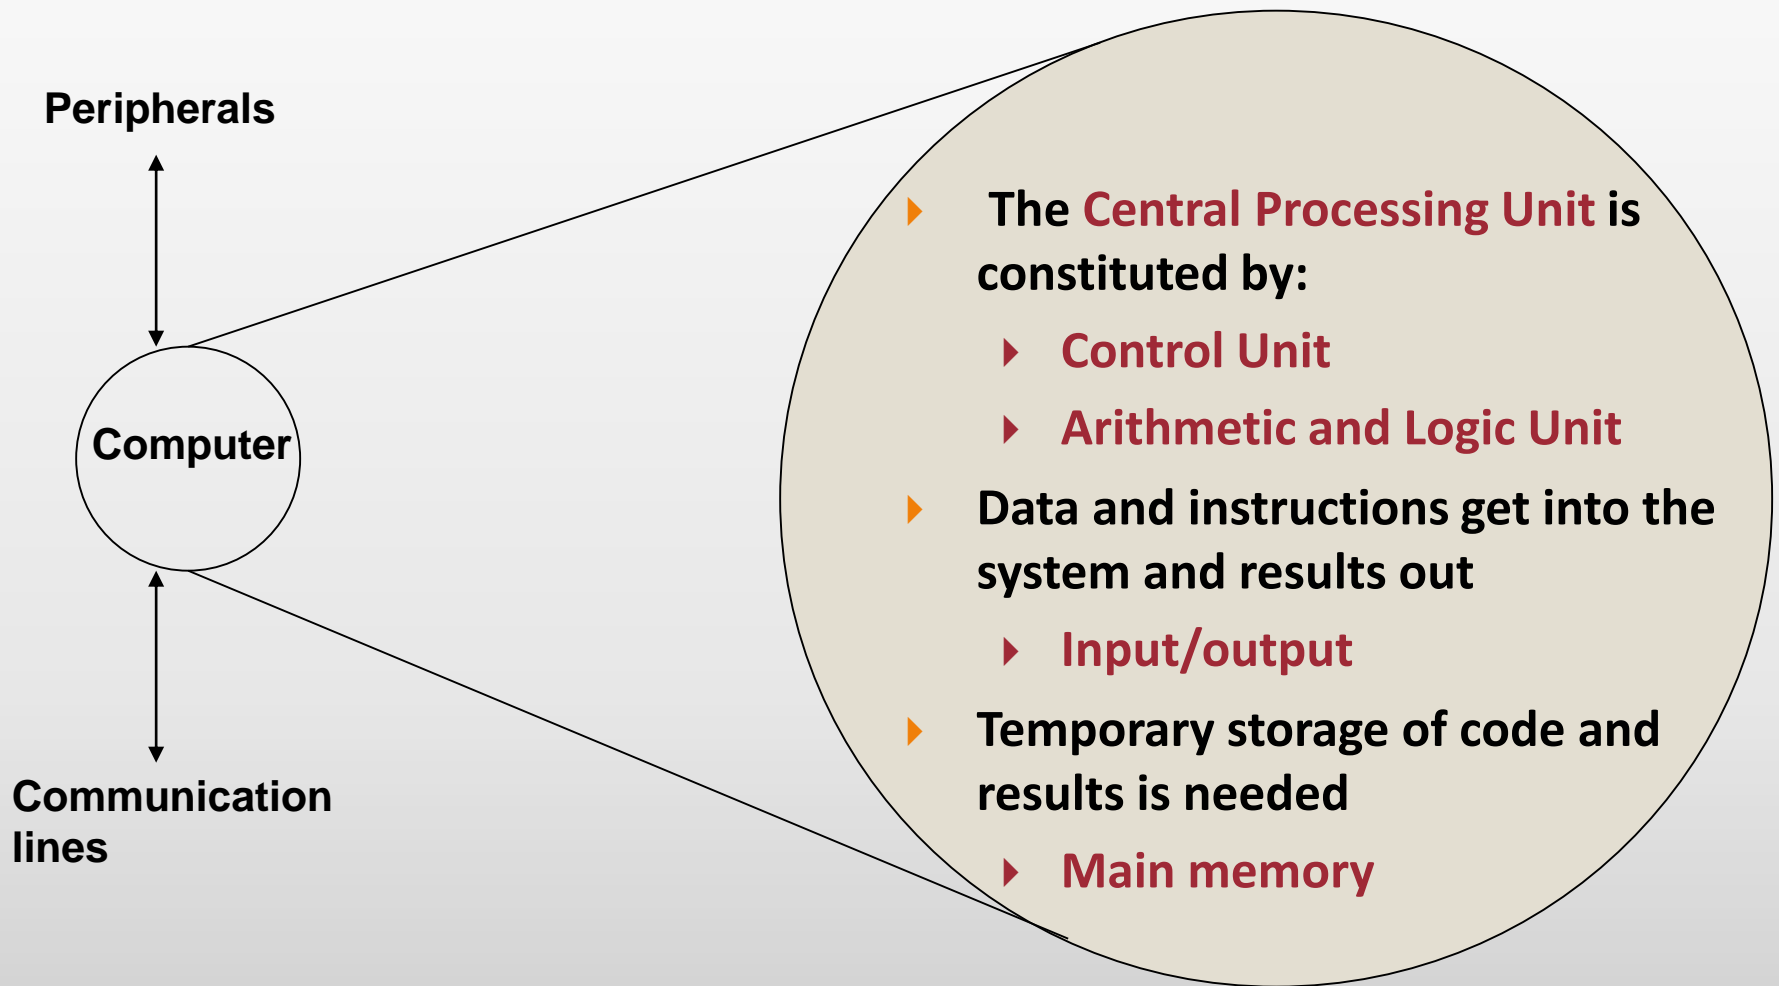 Peripherals
Computer
Communication
lines
The Central Processing Unit is
constituted by:
Control Unit
Arithmetic and Logic Unit
Data and instructions get into the
system and results out
Input/output
Temporary storage of code and
results is needed
Main memory